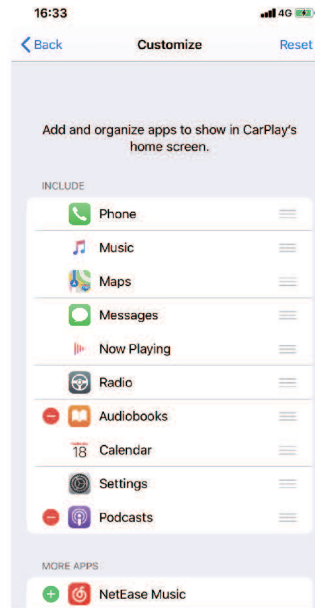 16:33
4G
Back
Customize
Reset
Add and organize apps to show in CarPlay's
home screen.
INCLUDE
Phone
Music
Maps
Messages
Now Playing
Radio
Audiobooks
18
Calendar
Settings
Podcasts
MORE APPS
NetEase Music